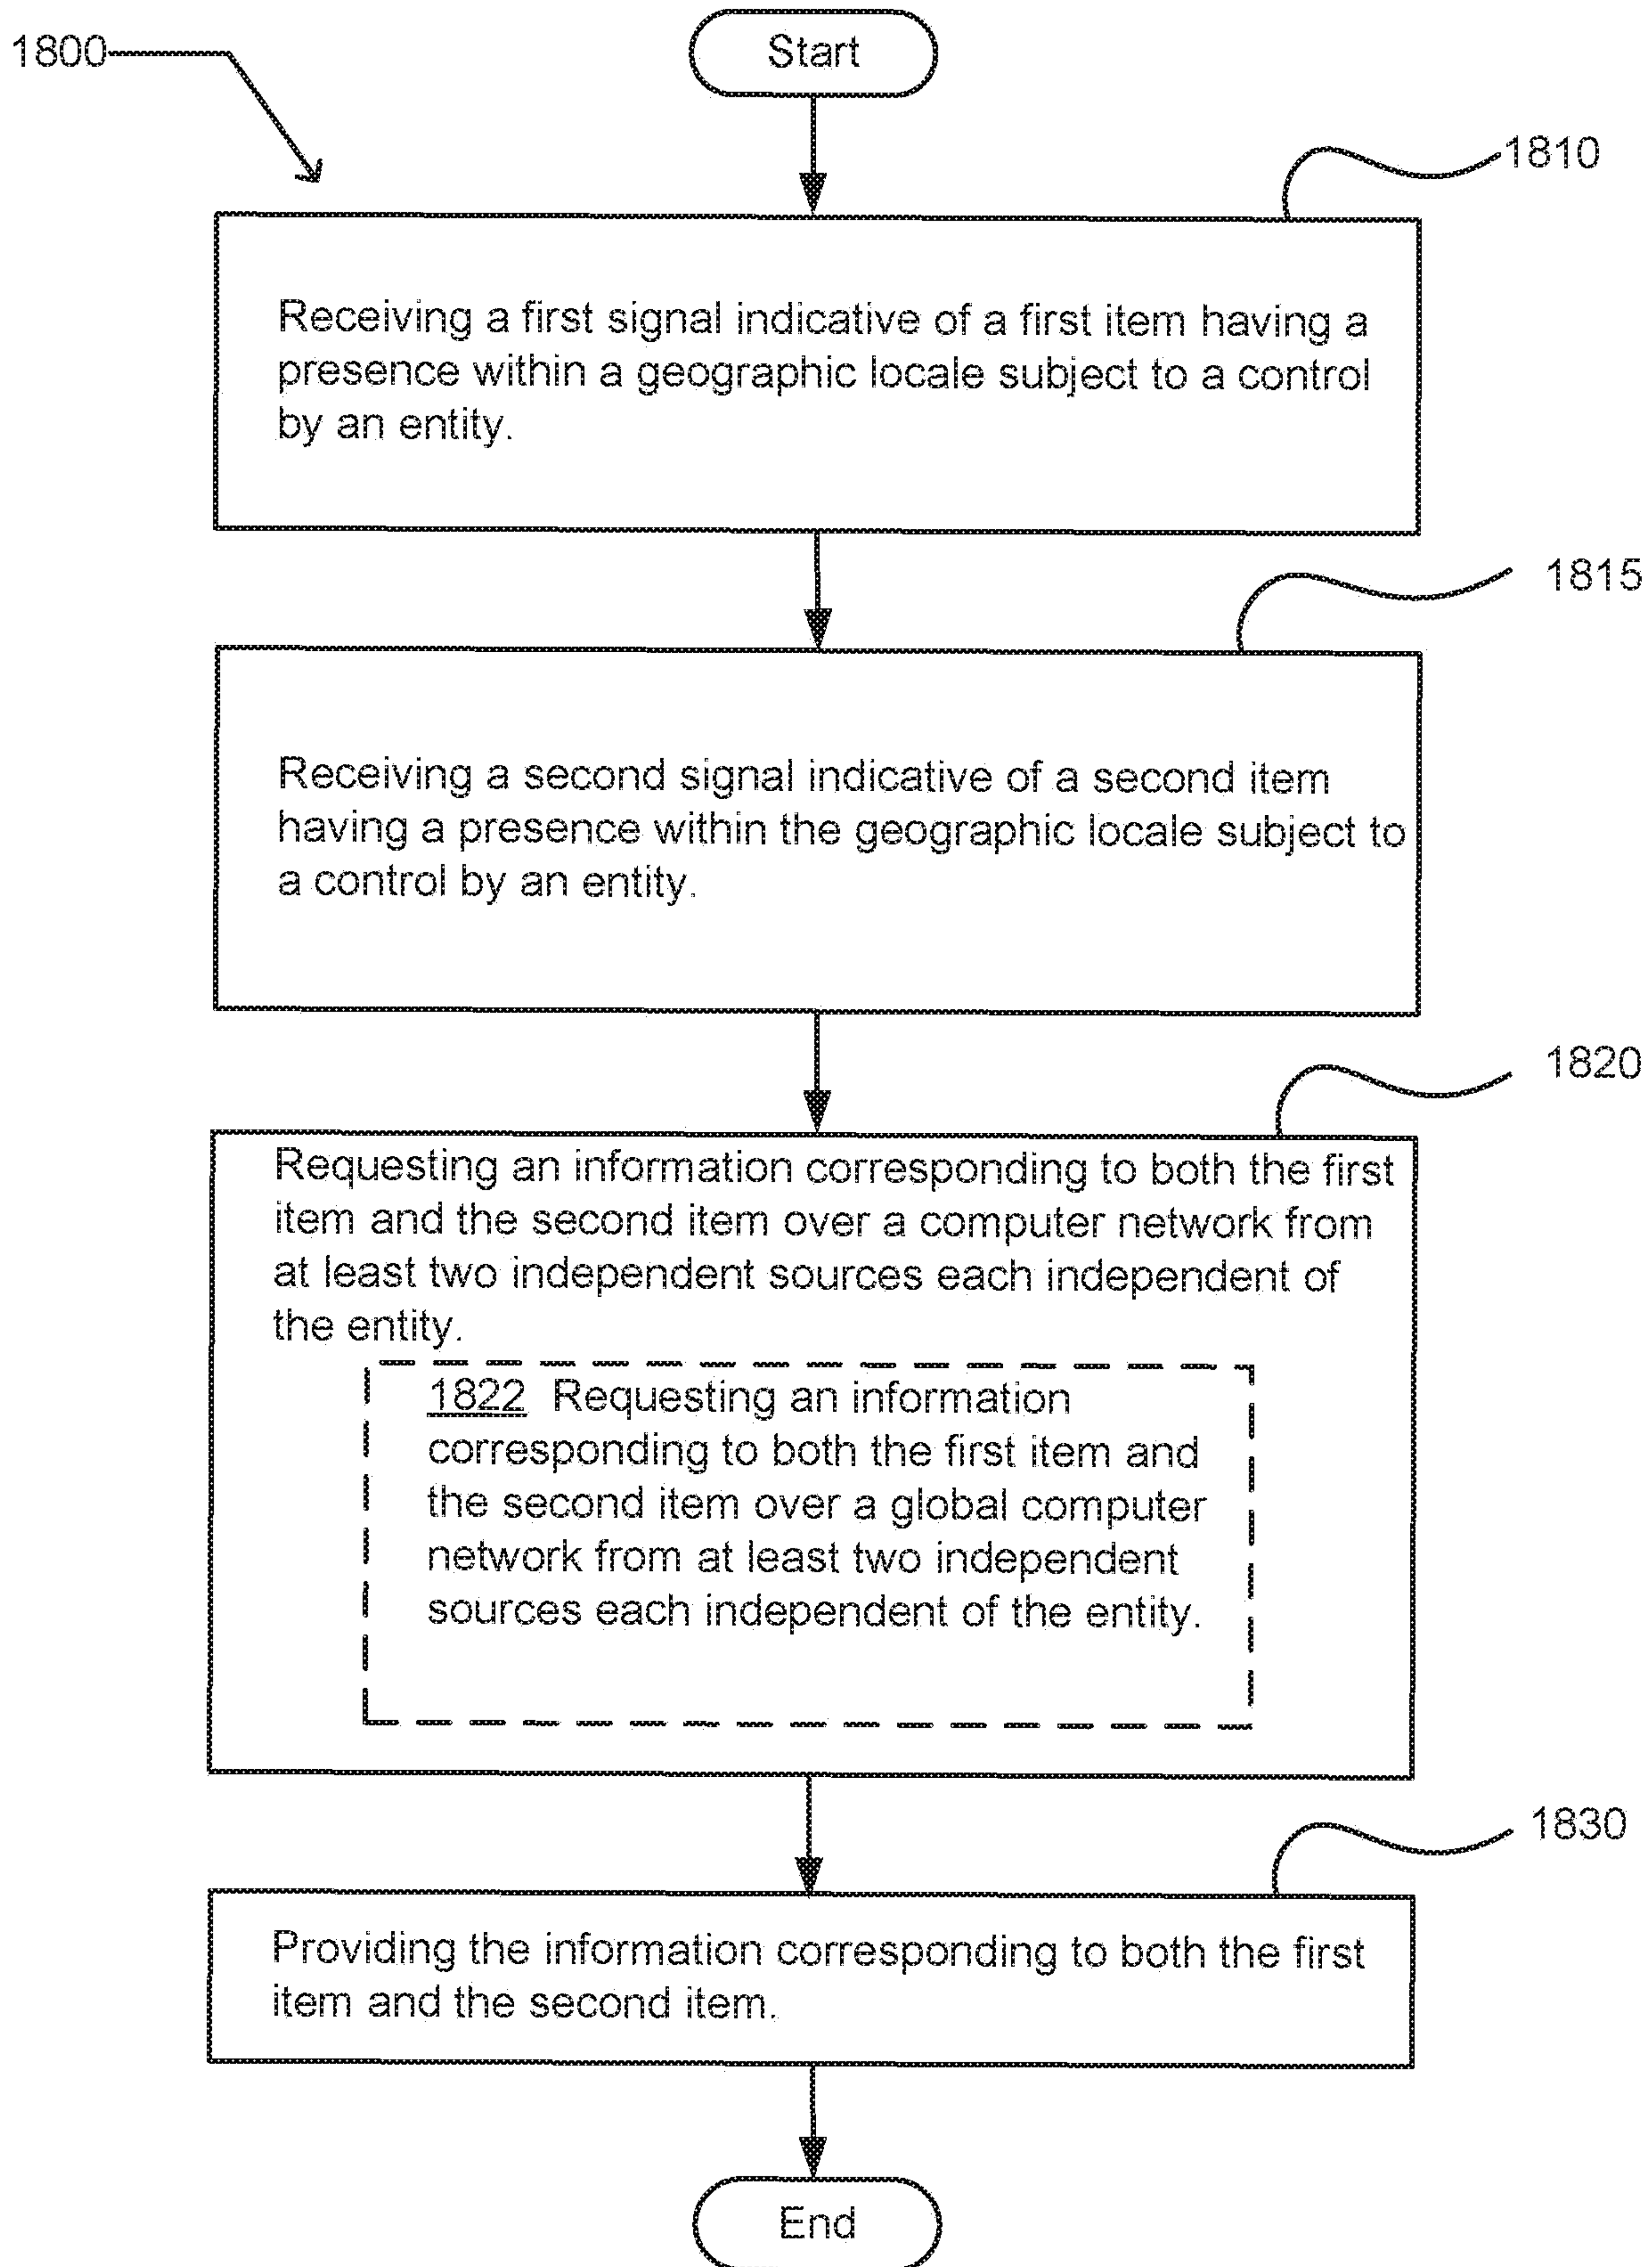 1800
Start
1810
Receiving a first signal indicative of a first item having a
presence within a geographic locale subject to a control
by an entity.
1815
Receiving a second signal indicative of a second item
having a presence within the geographic locale subject to
a control by an entity.
1820
Requesting an information corresponding to both the first
item and the second item over a computer network from
at least two independent sources each independent of
the entity.
1822 Requesting an information
corresponding to both the first item and
the second item over a global computer
network from at least two independent
sources each independent of the entity.
1830
Providing the information corresponding to both the first
item and the second item.
End